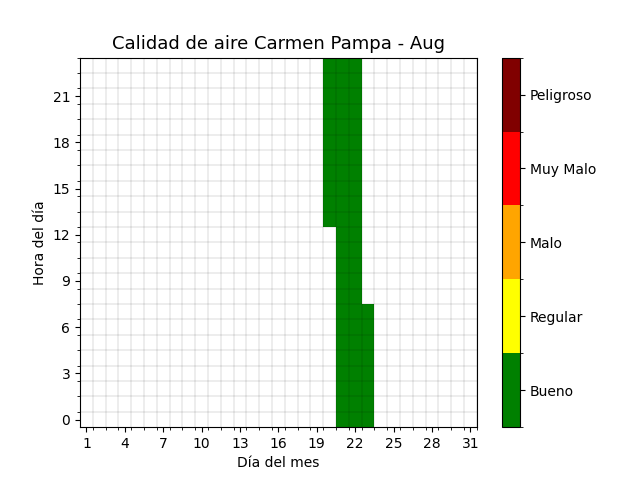 Calidad de aire Carmen Pampa - Aug
Hora del día
21
18
15
12
9
6
3
0
1 4 7 10 13 16 19 22 25 28 31
Día del mes
Peligroso
Muy Malo
Malo
Regular
Bueno